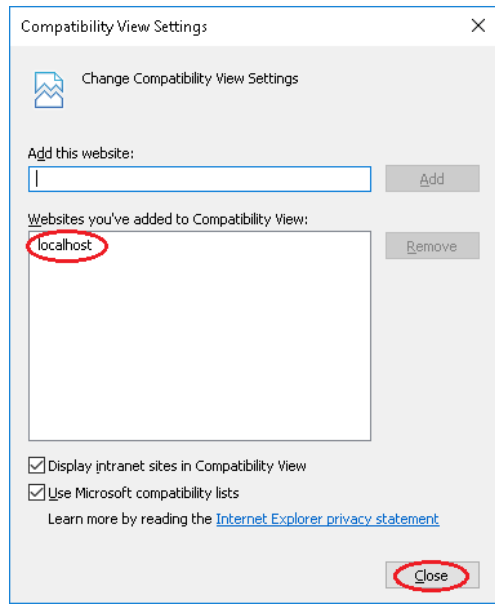 Compatibility View Settings
Change Compatibility View Settings
Add this website:
Add
Websites you've added to Compatibility View:
localhost
Remove
Display intranet sites in Compatibility View
Use Microsoft compatibility lists
Learn more by reading the Internet Explorer privacy statement
Close